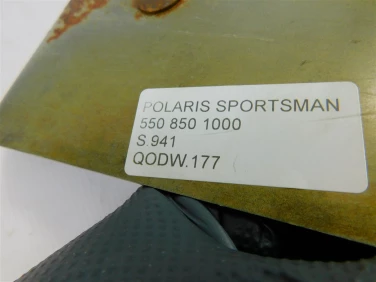 POLARIS SPORTSMAN
550 850 1000
S.941
QODW.177